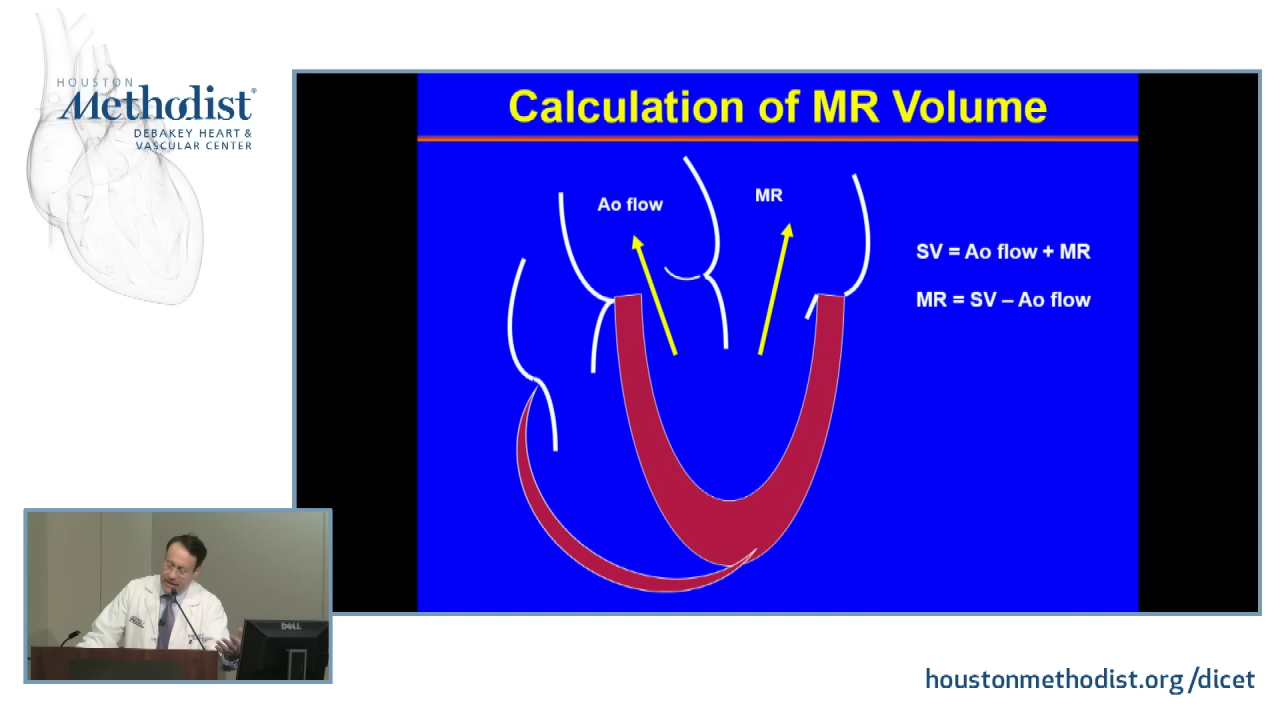 HOUSTON
Methodist®
DEBAKEY HEART &
VASCULAR CENTER
Calculation of MR Volume
Ao flow
MR
SV = Ao flow + MR
MR = SV – Ao flow
DELL
houstonmethodist.org/dicet